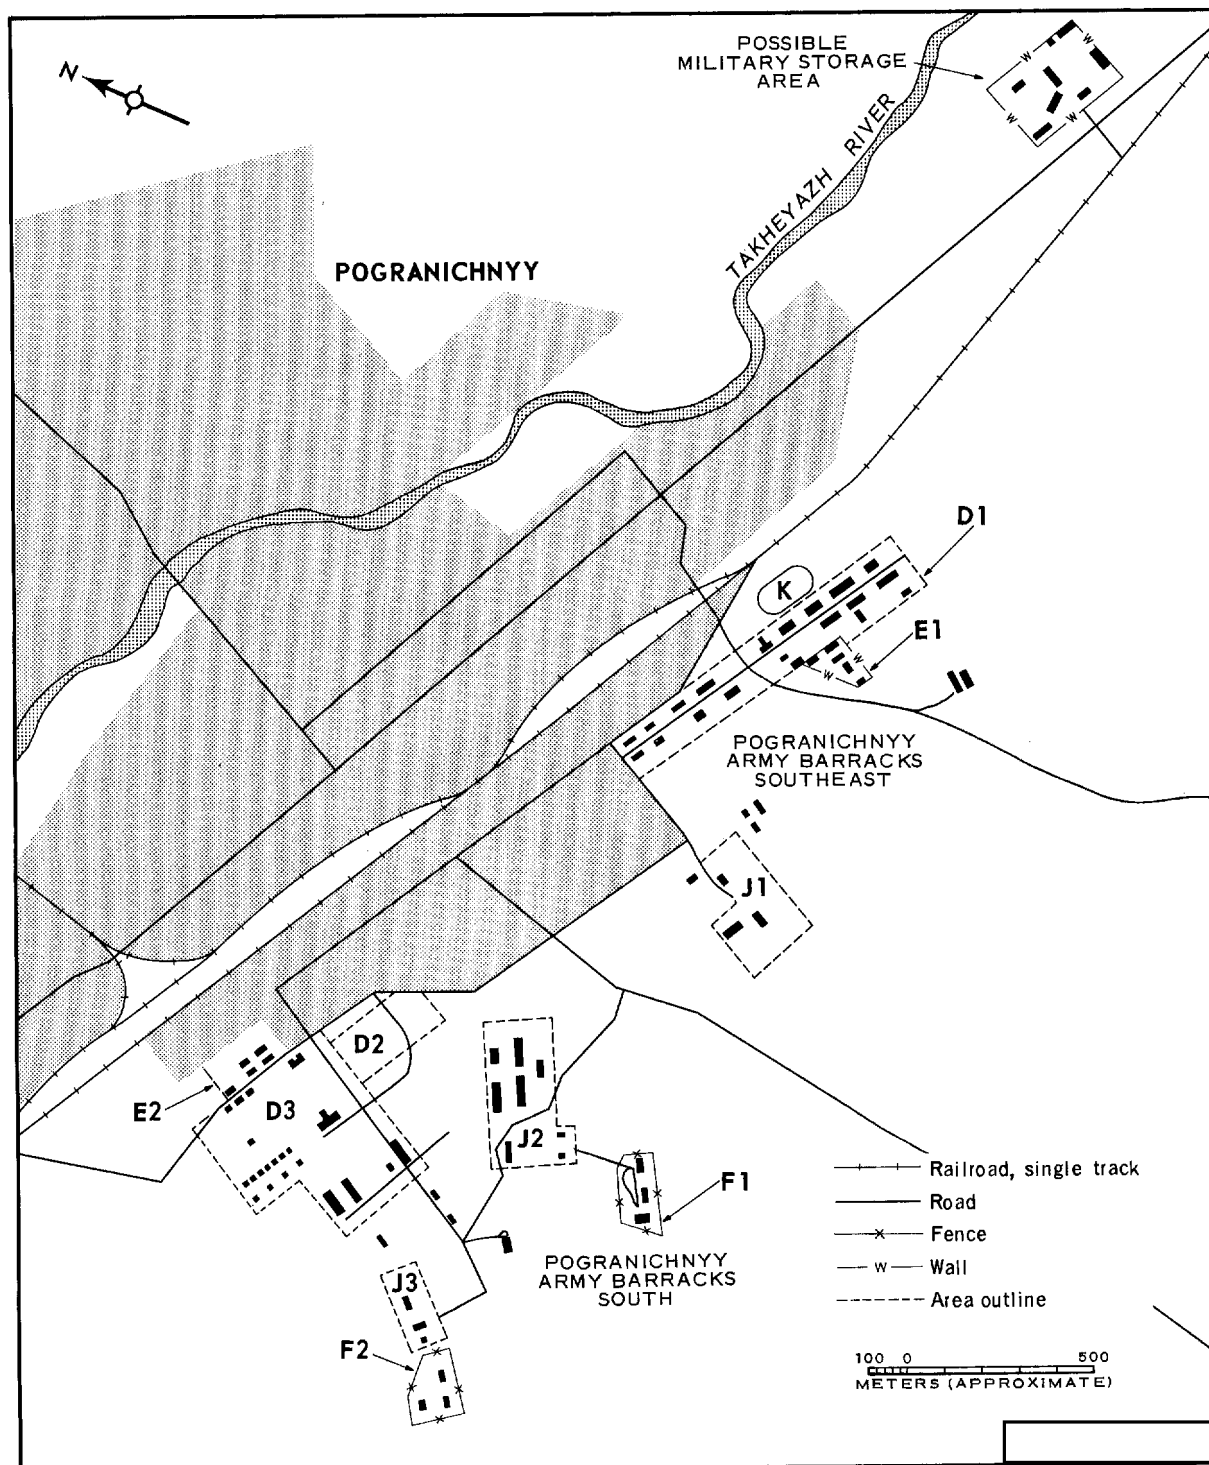 POSSIBLE
MILITARY STORAGE
AREA
N
TAKHEYAZH RIVER
POGRANICHNYY
W
W
W
W
D1
K
E1
W
W
POGRANICHNYY
ARMY BARRACKS
SOUTHEAST
J1
D2
E2
D3
J2
F1
POGRANICHNYY
ARMY BARRACKS
SOUTH
J3
F2
Railroad, single track
Road
Fence
W
Wall
Area outline
100 0 500
METERS (APPROXIMATE)